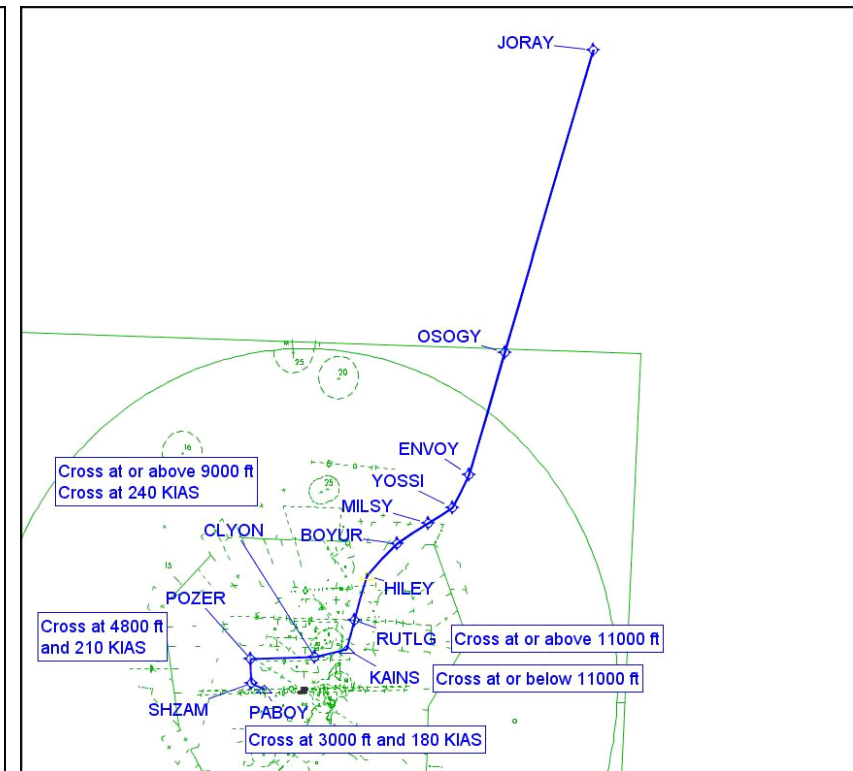 JORAY
OSOGY
25
20
ENVOY
16
Cross at or above 9000 ft
Cross at 240 KIAS
YOSSI
25
MILSY
CLYON
BOYUR
15
HILEY
POZER
Cross at 4800 ft
and 210 KIAS
RUTLG
Cross at or above 11000 ft
KAINS
Cross at or below 11000 ft
SHZAM
PABOY
Cross at 3000 ft and 180 KIAS